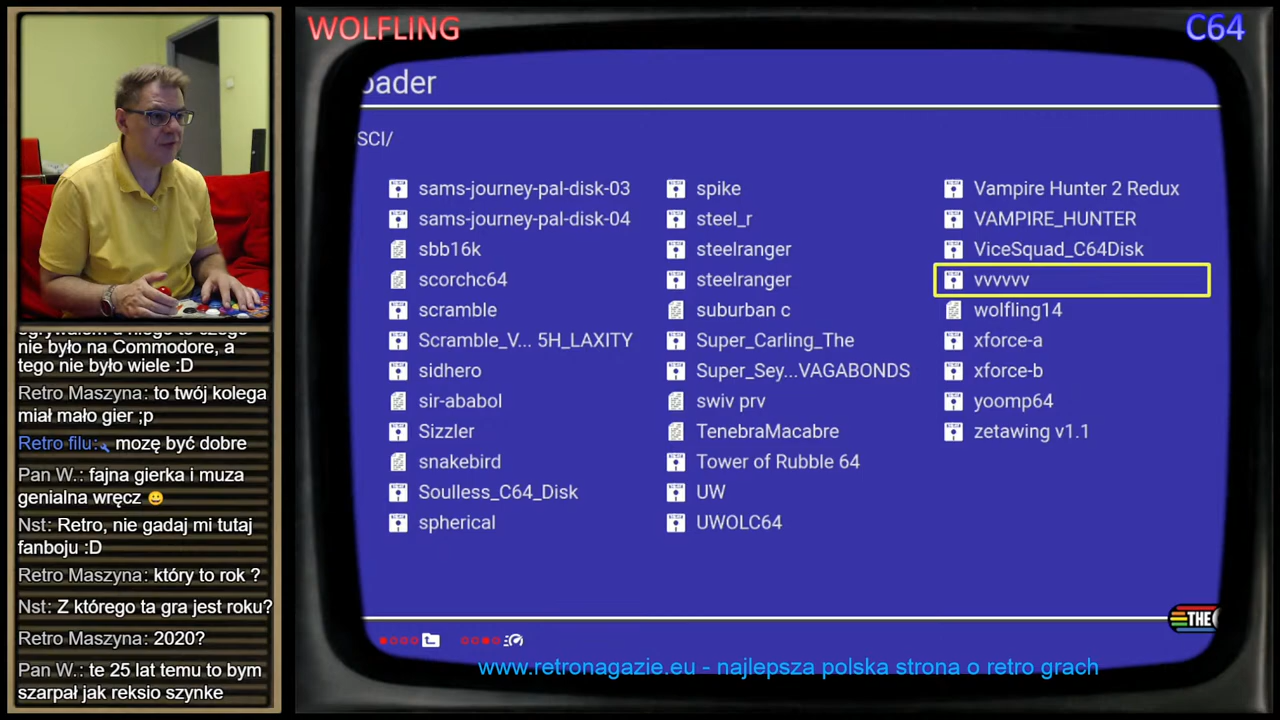 WOLFLING
C64
oader
SCI/
sams-journey-pal-disk-03
sams-journey-pal-disk-04
sbb16k
scorchc64
scramble
Scramble_V... 5H_LAXITY
sidhero
sir-ababol
Sizzler
snakebird
Soulless_C64_Disk
spherical
spike
steel_r
steelranger
steelranger
suburban c
Super_Carling_The
Super_Sey...VAGABONDS
swiv prv
TenebraMacabre
Tower of Rubble 64
UW
UWOLC64
Vampire Hunter 2 Redux
VAMPIRE_HUNTER
ViceSquad_C64Disk
vvvvvv
wolfling14
xforce-a
xforce-b
yoomp64
zetawing v1.1
THE
www.retronagazie.eu - najlepsza polska strona o retro grach
nie było na Commodore, a
tego nie było wiele :D
Retro Maszyna: to twój kolega
miał mało gier ;p
Retro filu: mozę być dobre
Pan W.: fajna gierka i muza
genialna wręcz 😀
Nst: Retro, nie gadaj mi tutaj
fanboju :D
Retro Maszyna: który to rok ?
Nst: Z którego ta gra jest roku?
Retro Maszyna: 2020?
Pan W.: te 25 lat temu to bym
szarpał jak reksio szynke